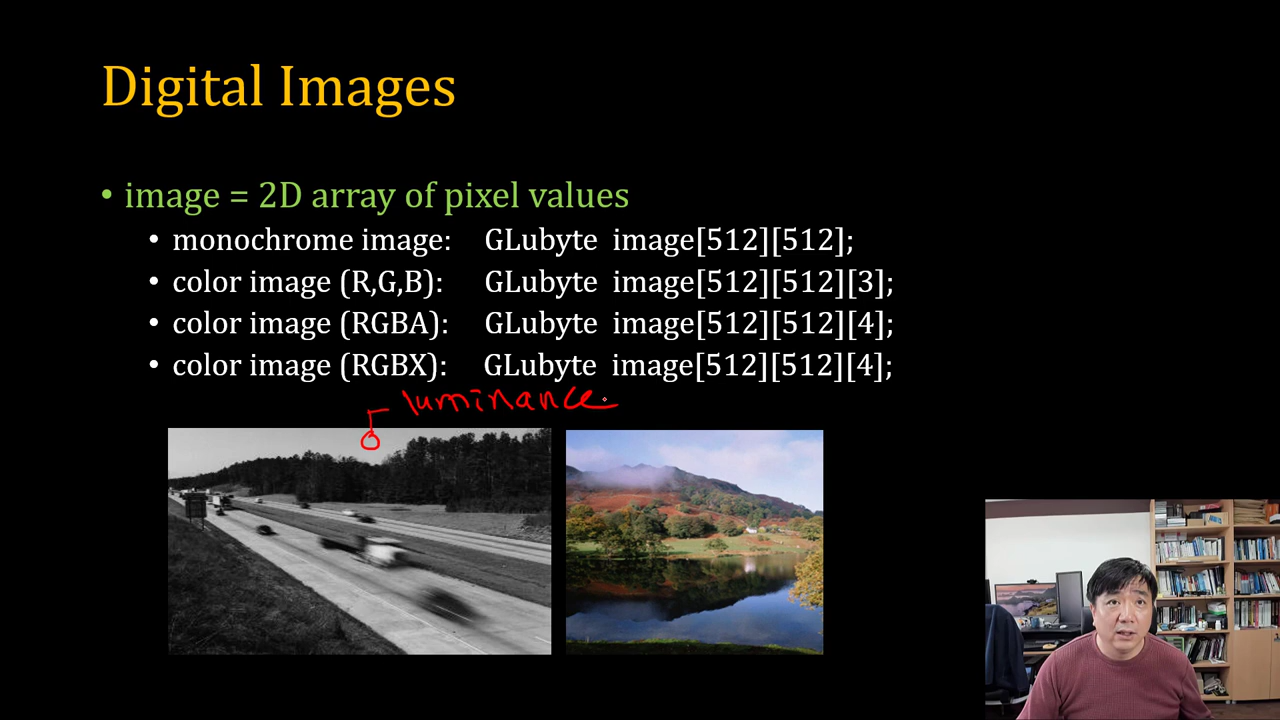 Digital Images
• image = 2D array of pixel values
• monochrome image: GLubyte image[512][512];
• color image (R,G,B): GLubyte image[512][512][3];
• color image (RGBA): GLubyte image[512][512][4];
• color image (RGBX): GLubyte image[512][512][4];
luminance